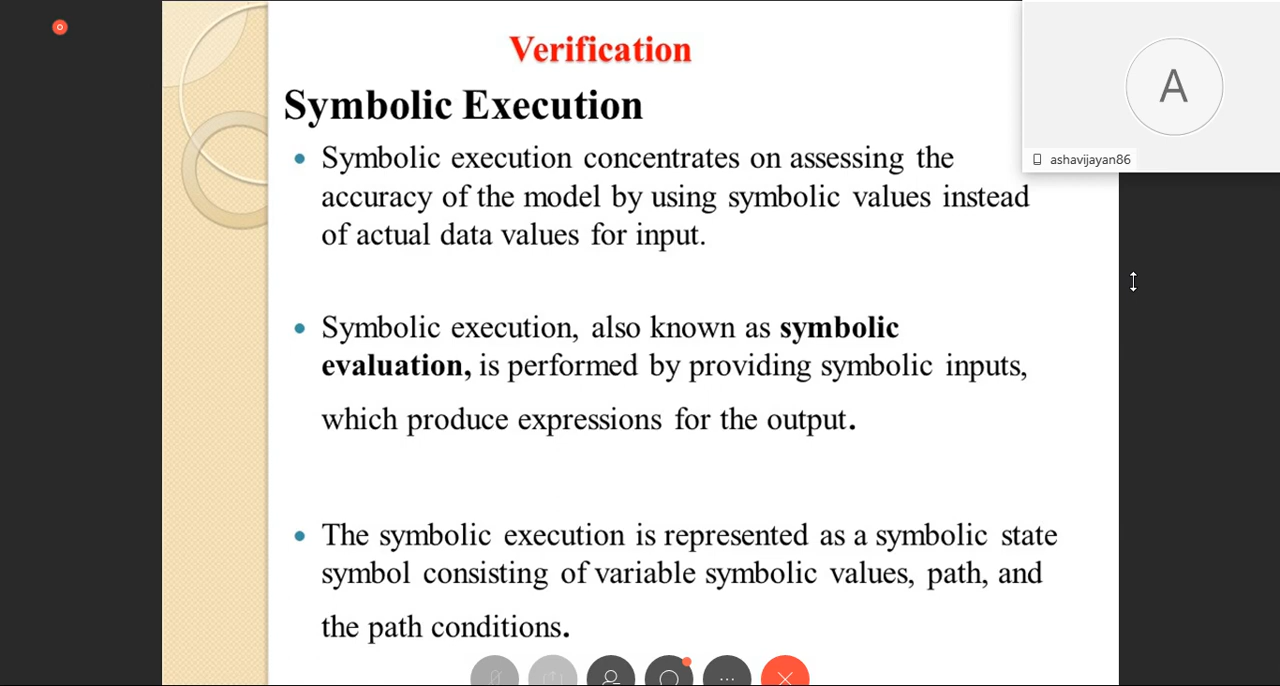 Verification
A
Symbolic Execution
Symbolic execution concentrates on assessing the
ashavijayan86
accuracy of the model by using symbolic values instead
of actual data values for input.
Symbolic execution, also known as symbolic
evaluation, is performed by providing symbolic inputs,
which produce expressions for the output.
The symbolic execution is represented as a symbolic state
symbol consisting of variable symbolic values, path, and
the path conditions.